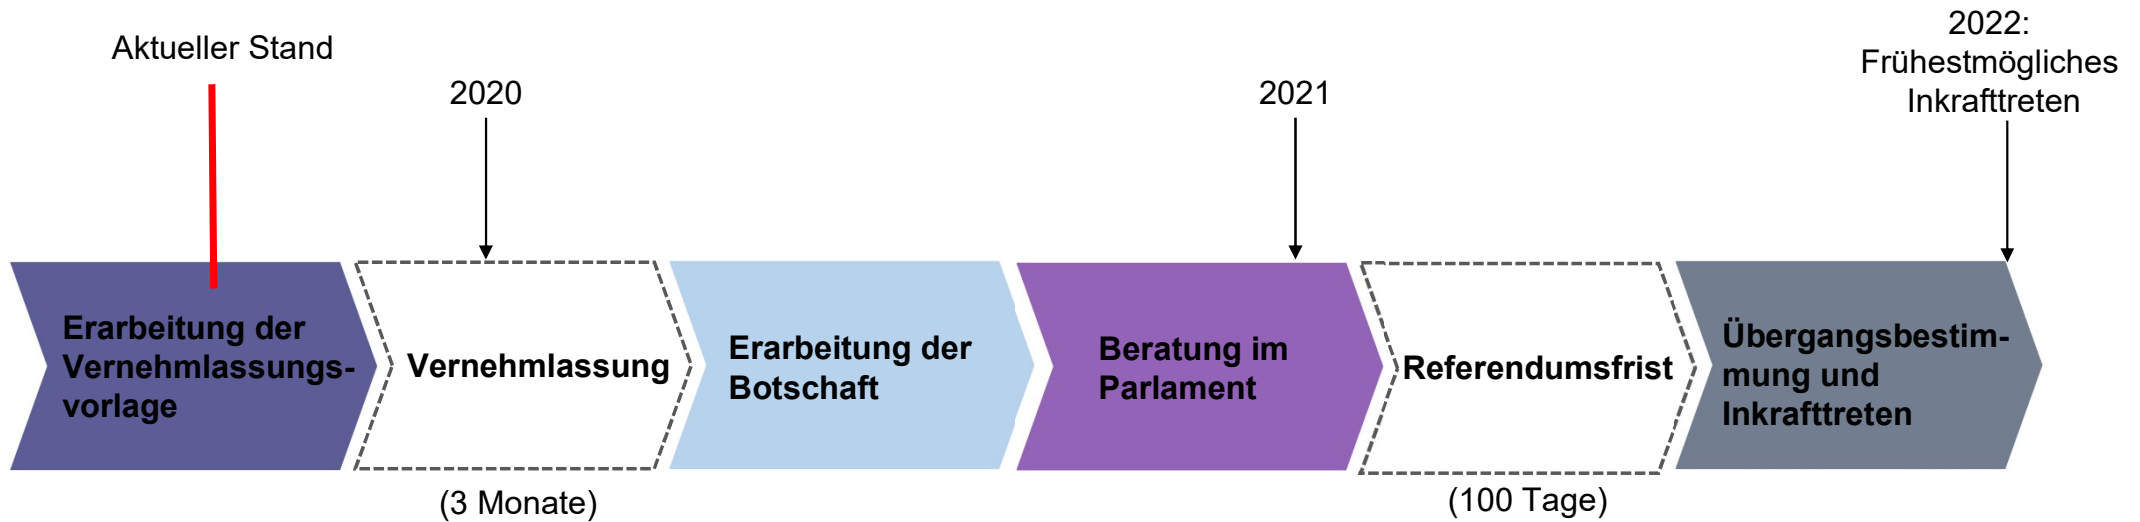 Aktueller Stand
2020
2021
2022:
Frühestmögliches
Inkrafttreten
Erarbeitung der
Vernehmlassungs-
vorlage
Vernehmlassung
Erarbeitung der
Botschaft
Beratung im
Parlament
Referendumsfrist
Übergangsbestim-
mung und
Inkrafttreten
(3 Monate)
(100 Tage)